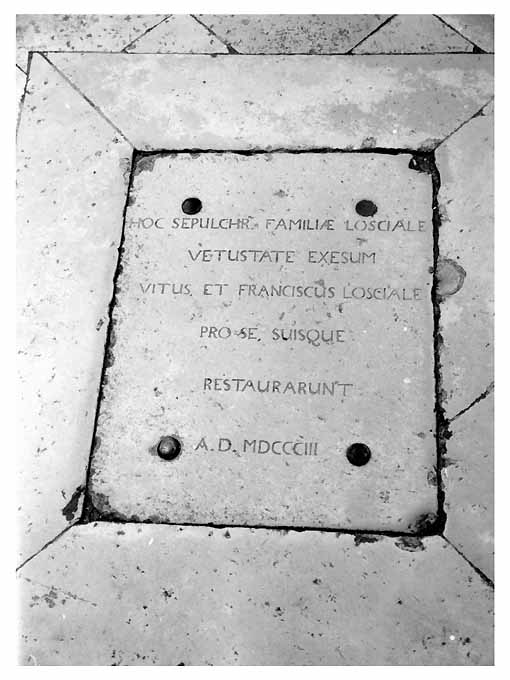 HOC SEPULCHR. FAMILIÆ LOSCIALE
VETUSTATE EXESUM
VITUS, ET FRANCISCUS LOSCIALE
PRO SE, SUISQUE
RESTAURARUNT
A.D. MDCCCIII